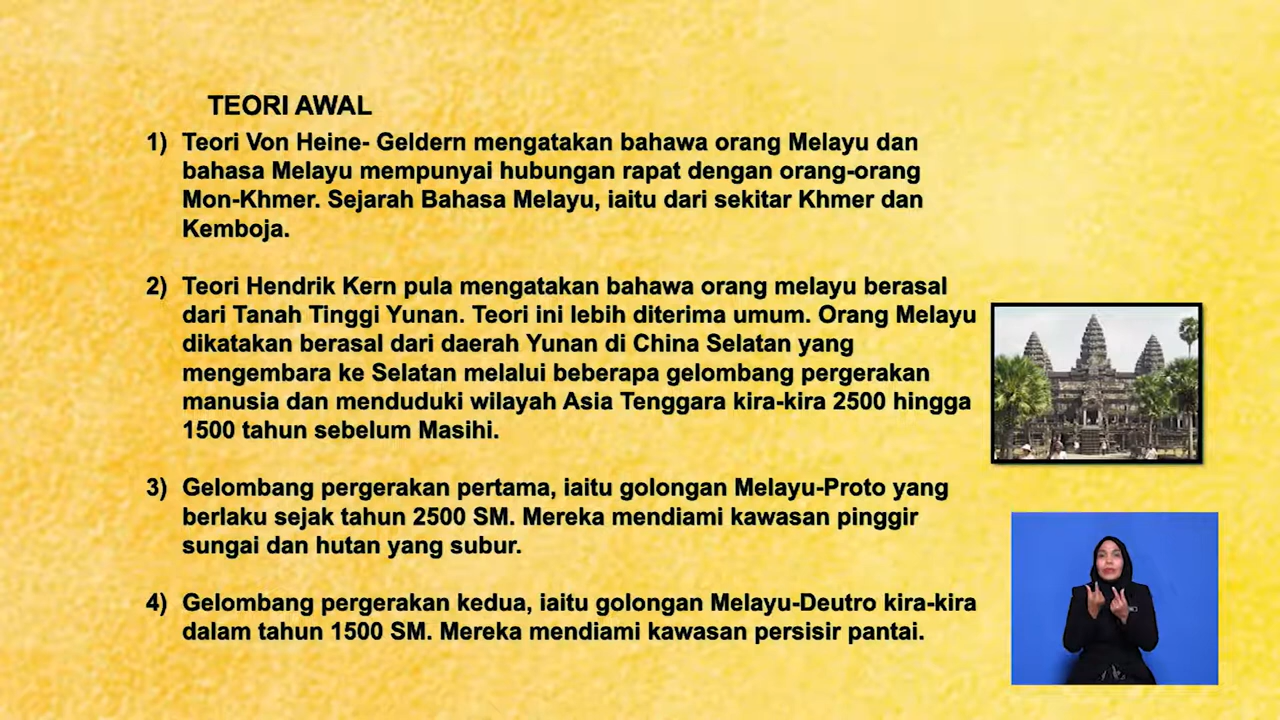 TEORI AWAL
1) Teori Von Heine- Geldern mengatakan bahawa orang Melayu dan
bahasa Melayu mempunyai hubungan rapat dengan orang-orang
Mon-Khmer. Sejarah Bahasa Melayu, iaitu dari sekitar Khmer dan
Kemboja.
2) Teori Hendrik Kern pula mengatakan bahawa orang melayu berasal
dari Tanah Tinggi Yunan. Teori ini lebih diterima umum. Orang Melayu
dikatakan berasal dari daerah Yunan di China Selatan yang
mengembara ke Selatan melalui beberapa gelombang pergerakan
manusia dan menduduki wilayah Asia Tenggara kira-kira 2500 hingga
1500 tahun sebelum Masihi.
3) Gelombang pergerakan pertama, iaitu golongan Melayu-Proto yang
berlaku sejak tahun 2500 SM. Mereka mendiami kawasan pinggir
sungai dan hutan yang subur.
4) Gelombang pergerakan kedua, iaitu golongan Melayu-Deutro kira-kira
dalam tahun 1500 SM. Mereka mendiami kawasan persisir pantai.